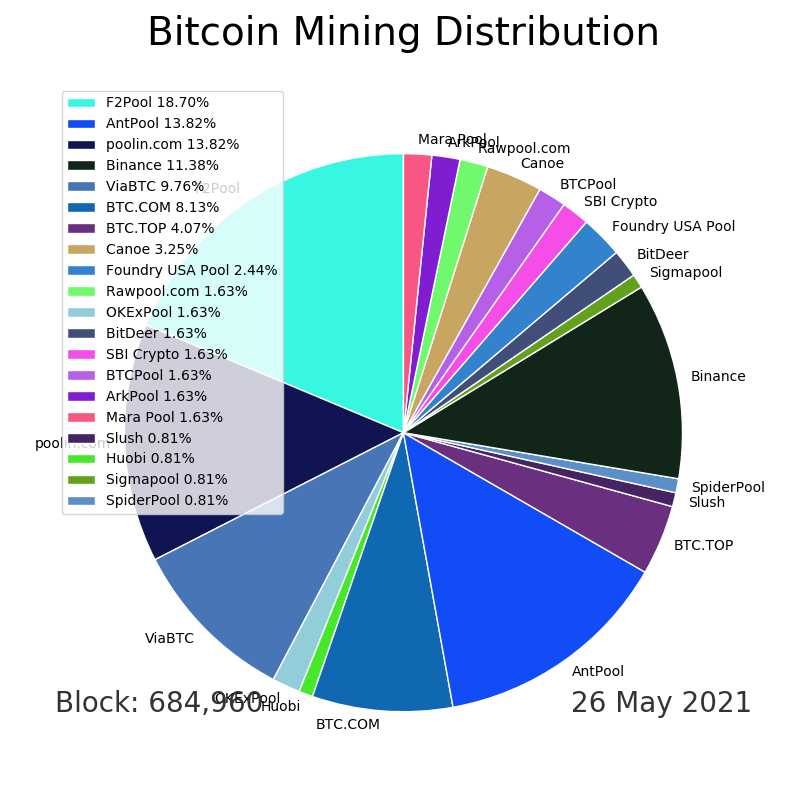 Bitcoin Mining Distribution
F2Pool 18.70%
AntPool 13.82%
poolin.com 13.82%
Binance 11.38%
ViaBTC 9.76%
BTC.COM 8.13%
BTC.TOP 4.07%
Canoe 3.25%
Foundry USA Pool 2.44%
Rawpool.com 1.63%
OKExPool 1.63%
BitDeer 1.63%
SBI Crypto 1.63%
BTCPool 1.63%
ArkPool 1.63%
Mara Pool 1.63%
Slush 0.81%
Huobi 0.81%
Sigmapool 0.81%
SpiderPool 0.81%
Mara Pool
ArkPool
Rawpool.com
Canoe
BTCPool
SBI Crypto
Foundry USA Pool
BitDeer
Sigmapool
Binance
SpiderPool
Slush
BTC.TOP
AntPool
BTC.COM
Huobi
OKExPool
ViaBTC
poolin.com
F2Pool
Block: 684,960
26 May 2021